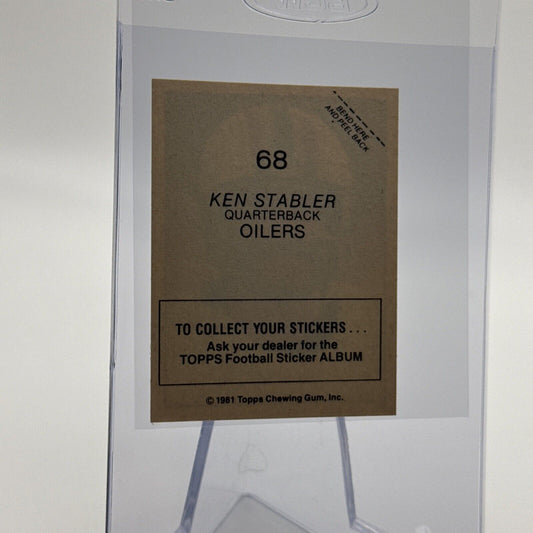 BEND HERE
AND PEEL BACK
68
KEN STABLER
QUARTERBACK
OILERS
TO COLLECT YOUR STICKERS...
Ask your dealer for the
TOPPS Football Sticker ALBUM
© 1981 Topps Chewing Gum, Inc.